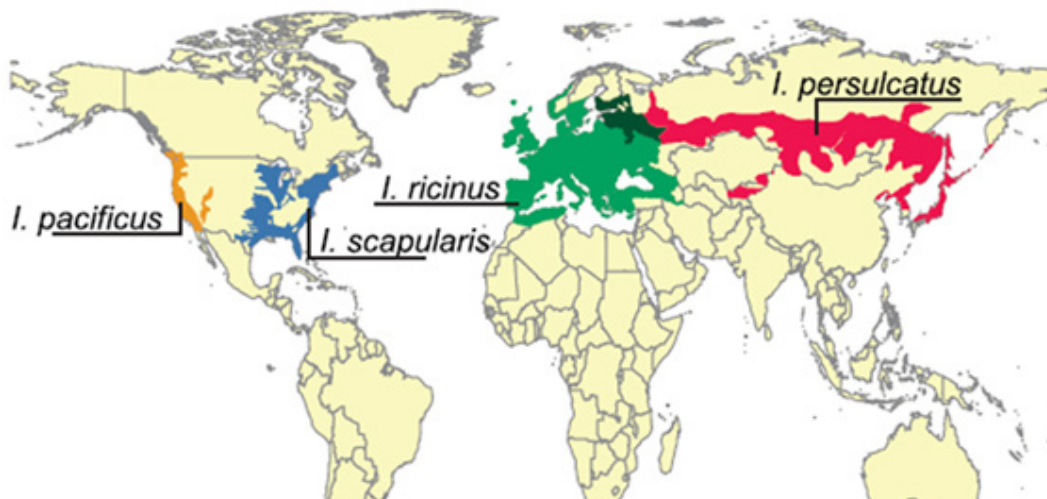 I. persulcatus
I. ricinus
I. pacificus
I. scapularis